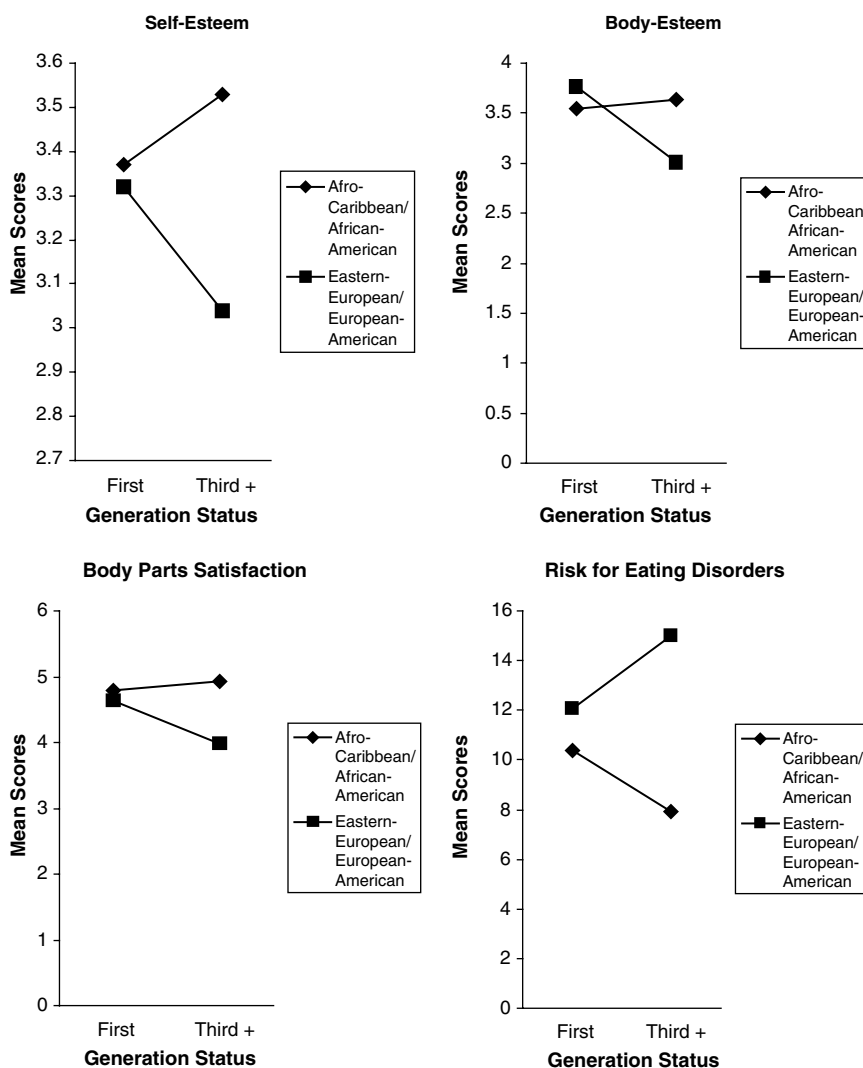 Self-Esteem
3.6
3.5
3.4
3.3
3.2
3.1
3
2.9
2.8
2.7
Mean Scores
First Third +
Generation Status
Afro-
Caribbean/
African-
American
Eastern-
European/
European-
American
Body-Esteem
4
3.5
3
2.5
2
1.5
1
0.5
0
Mean Scores
First Third +
Generation Status
Afro-
Caribbean
African-
American
Eastern-
European/
European-
American
Body Parts Satisfaction
6
5
4
3
2
1
0
Mean Scores
First Third +
Generation Status
Afro-
Caribbean/
African-
American
Eastern-
European/
European-
American
Risk for Eating Disorders
16
14
12
10
8
6
4
2
0
Mean Scores
First Third +
Generation Status
Afro-
Caribbean/
African-
American
Eastern-
European/
European-
American